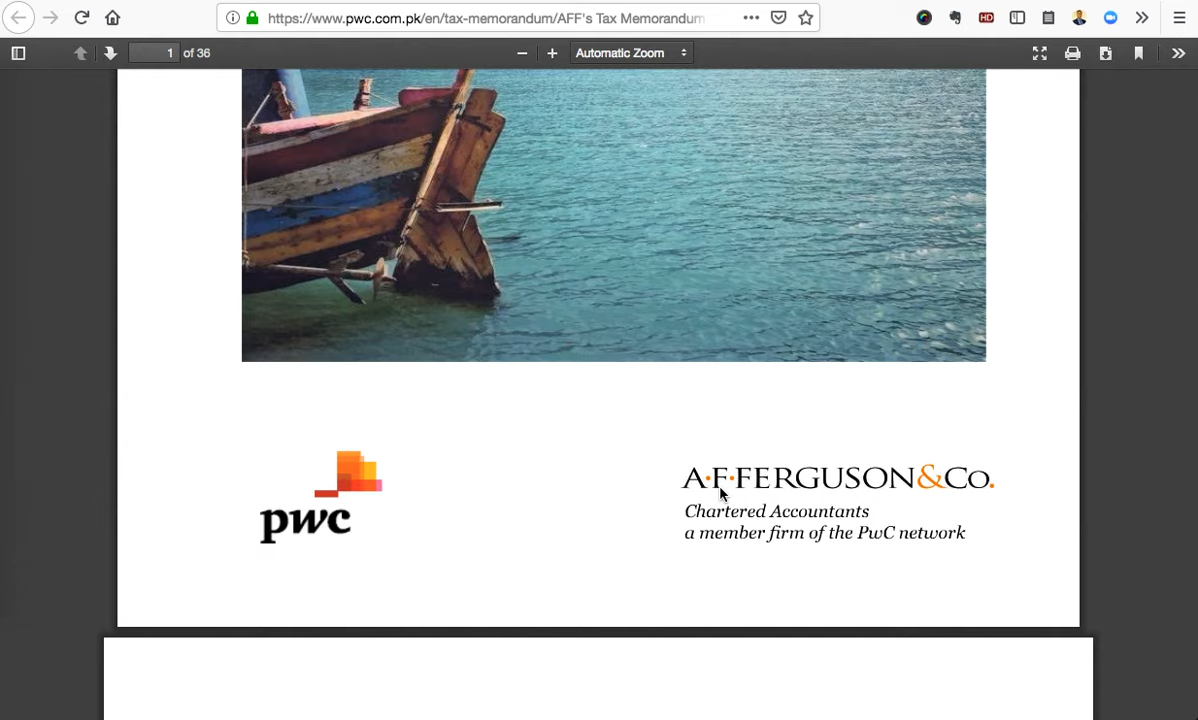 https://www.pwc.com.pk/en/tax-memorandum/AFF's Tax Memorandum
HD
1 of 36
Automatic Zoom
pwc
A·F·FERGUSON&CO.
Chartered Accountants
a member firm of the PwC network